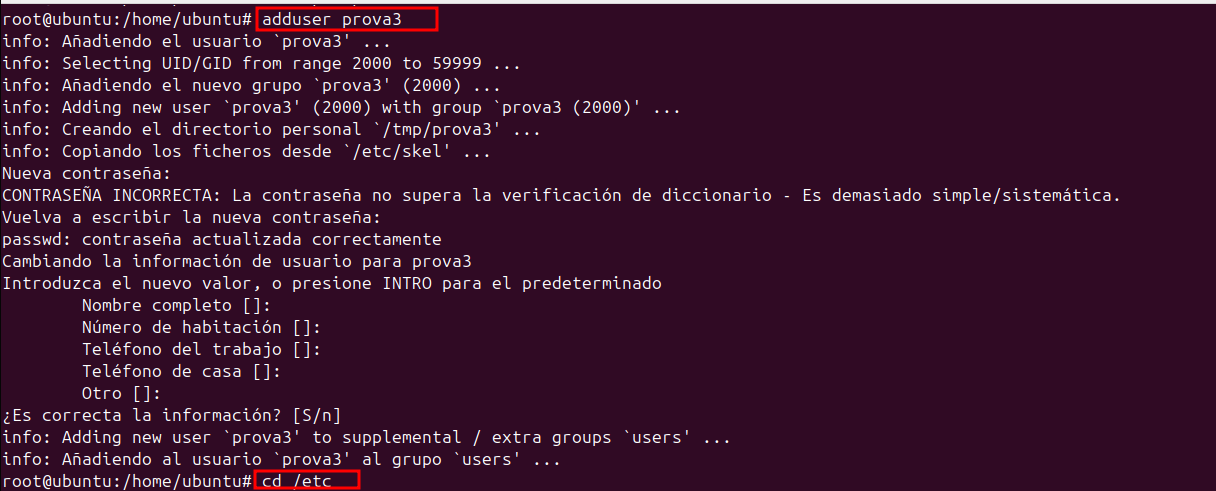 root@ubuntu:/home/ubuntu# adduser prova3
info: Añadiendo el usuario `prova3' ...
info: Selecting UID/GID from range 2000 to 59999 ...
info: Añadiendo el nuevo grupo `prova3' (2000) ...
info: Adding new user `prova3' (2000) with group `prova3 (2000)' ...
info: Creando el directorio personal `/tmp/prova3' ...
info: Copiando los ficheros desde `/etc/skel' ...
Nueva contraseña:
CONTRASEÑA INCORRECTA: La contraseña no supera la verificación de diccionario - Es demasiado simple/sistemática.
Vuelva a escribir la nueva contraseña:
passwd: contraseña actualizada correctamente
Cambiando la información de usuario para prova3
Introduzca el nuevo valor, o presione INTRO para el predeterminado
        Nombre completo []:
        Número de habitación []:
        Teléfono del trabajo []:
        Teléfono de casa []:
        Otro []:
¿Es correcta la información? [S/n]
info: Adding new user `prova3' to supplemental / extra groups `users' ...
info: Añadiendo al usuario `prova3' al grupo `users' ...
root@ubuntu:/home/ubuntu# cd /etc